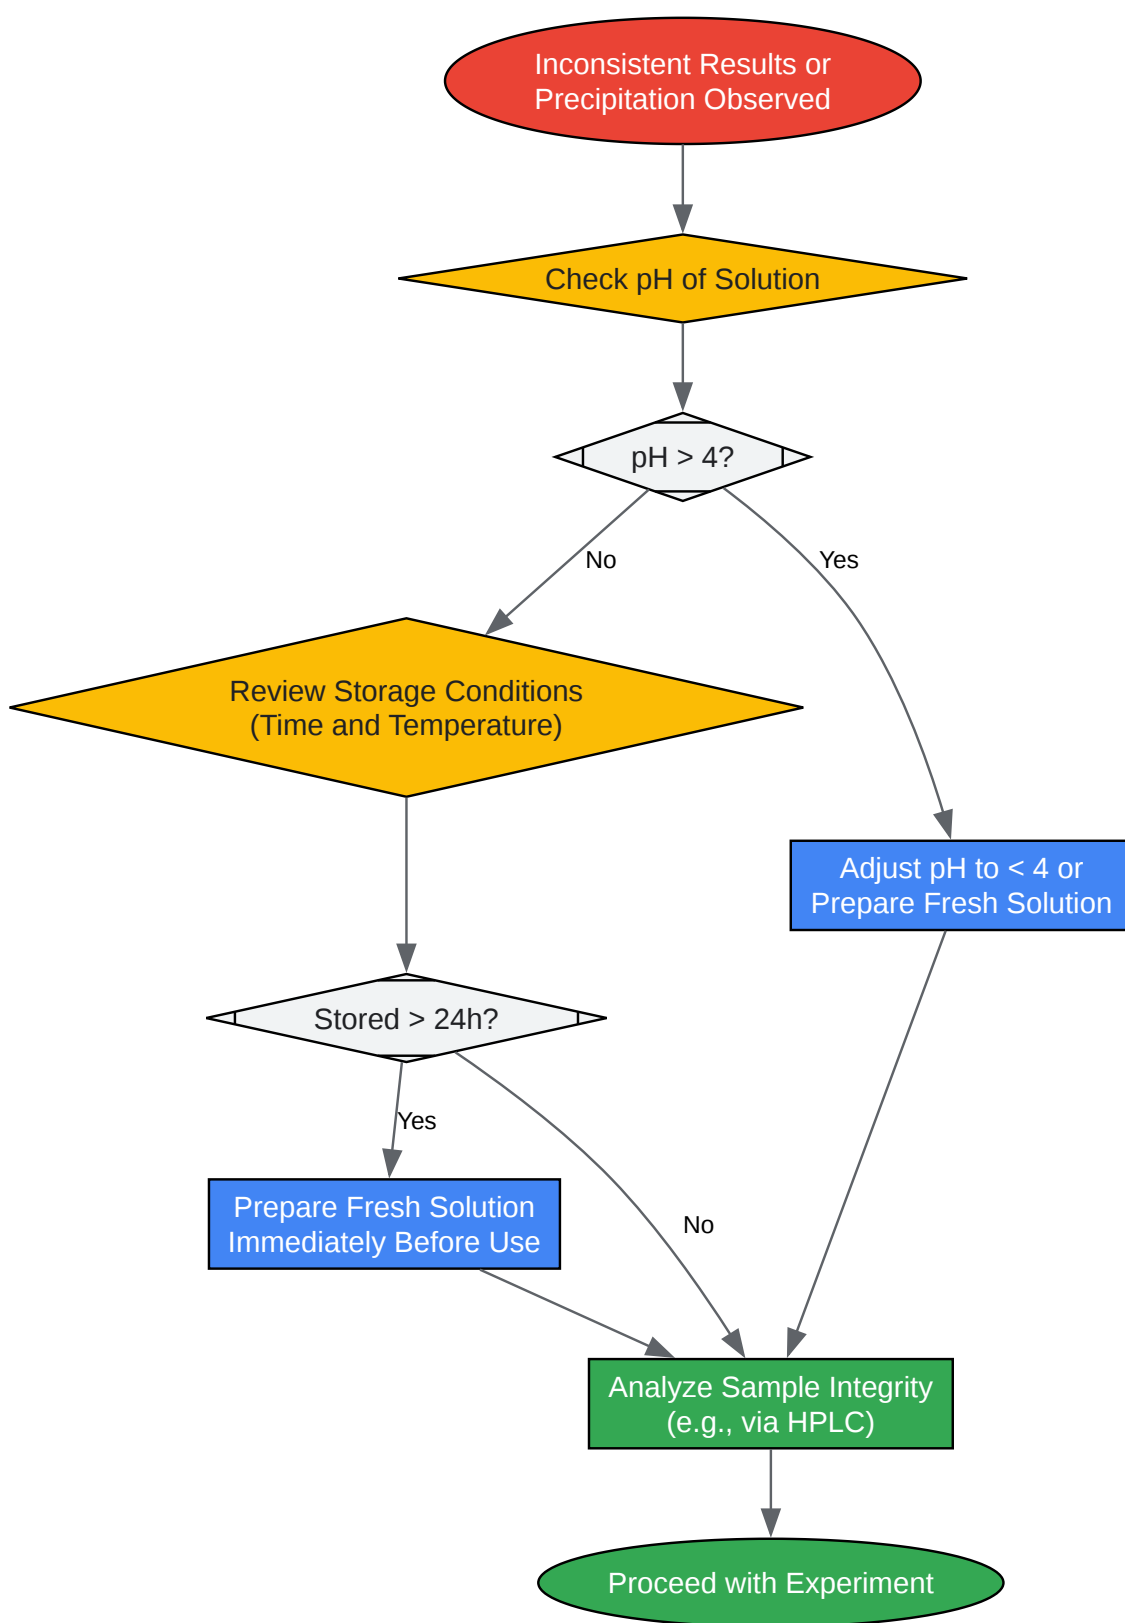 Inconsistent Results or
Precipitation Observed
Check pH of Solution
pH > 4?
No
Yes
Review Storage Conditions
(Time and Temperature)
Adjust pH to < 4 or
Prepare Fresh Solution
Stored > 24h?
Yes
Prepare Fresh Solution
Immediately Before Use
No
Analyze Sample Integrity
(e.g., via HPLC)
Proceed with Experiment